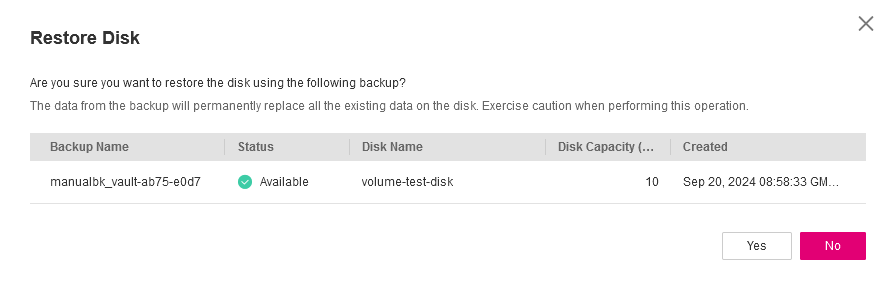 Restore Disk
Are you sure you want to restore the disk using the following backup?
The data from the backup will permanently replace all the existing data on the disk. Exercise caution when performing this operation.
Backup Name Status Disk Name Disk Capacity (... Created
manualbk_vault-ab75-e0d7 Available volume-test-disk 10 Sep 20, 2024 08:58:33 GM...
Yes No